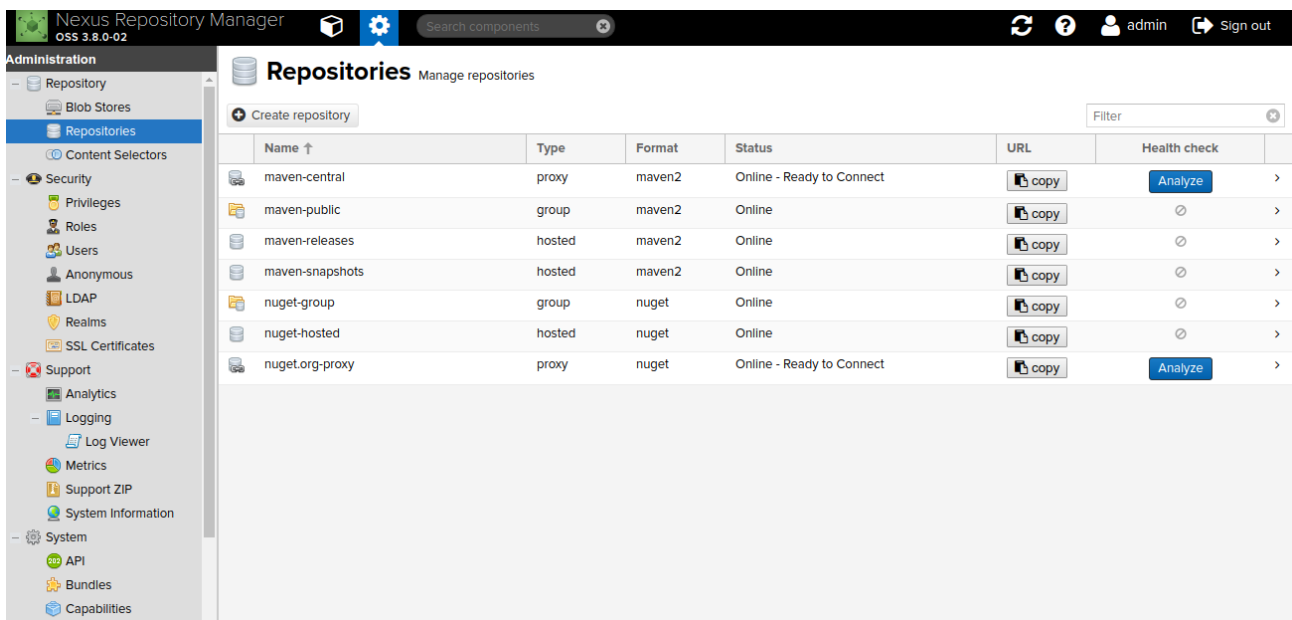 Nexus Repository Manager
OSS 3.8.0-02
Search components
admin
Sign out
Administration
Repository
Blob Stores
Repositories
Content Selectors
Security
Privileges
Roles
Users
Anonymous
LDAP
Realms
SSL Certificates
Support
Analytics
Logging
Log Viewer
Metrics
Support ZIP
System Information
System
API
Bundles
Capabilities
Repositories Manage repositories
Create repository
Filter
Name Type Format Status URL Health check
maven-central proxy maven2 Online - Ready to Connect copy Analyze
maven-public group maven2 Online copy
maven-releases hosted maven2 Online copy
maven-snapshots hosted maven2 Online copy
nuget-group group nuget Online copy
nuget-hosted hosted nuget Online copy
nuget.org-proxy proxy nuget Online - Ready to Connect copy Analyze